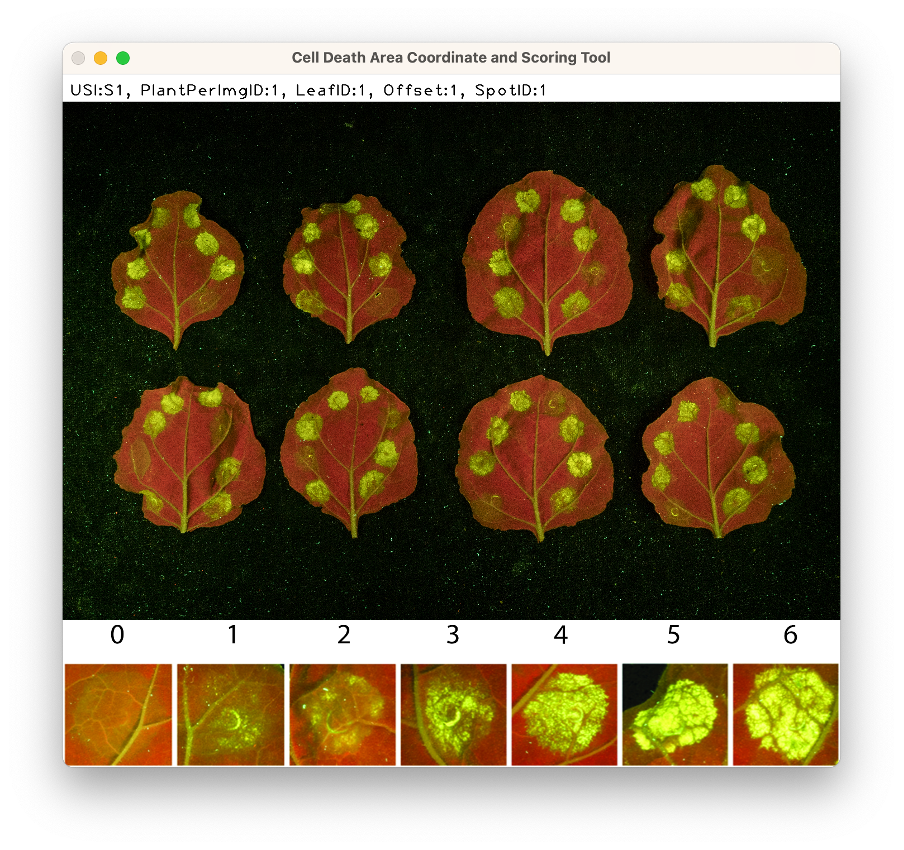 Cell Death Area Coordinate and Scoring Tool
USI:S1, PlantPerImgID:1, LeafID:1, Offset:1, SpotID:1
0 1 2 3 4 5 6